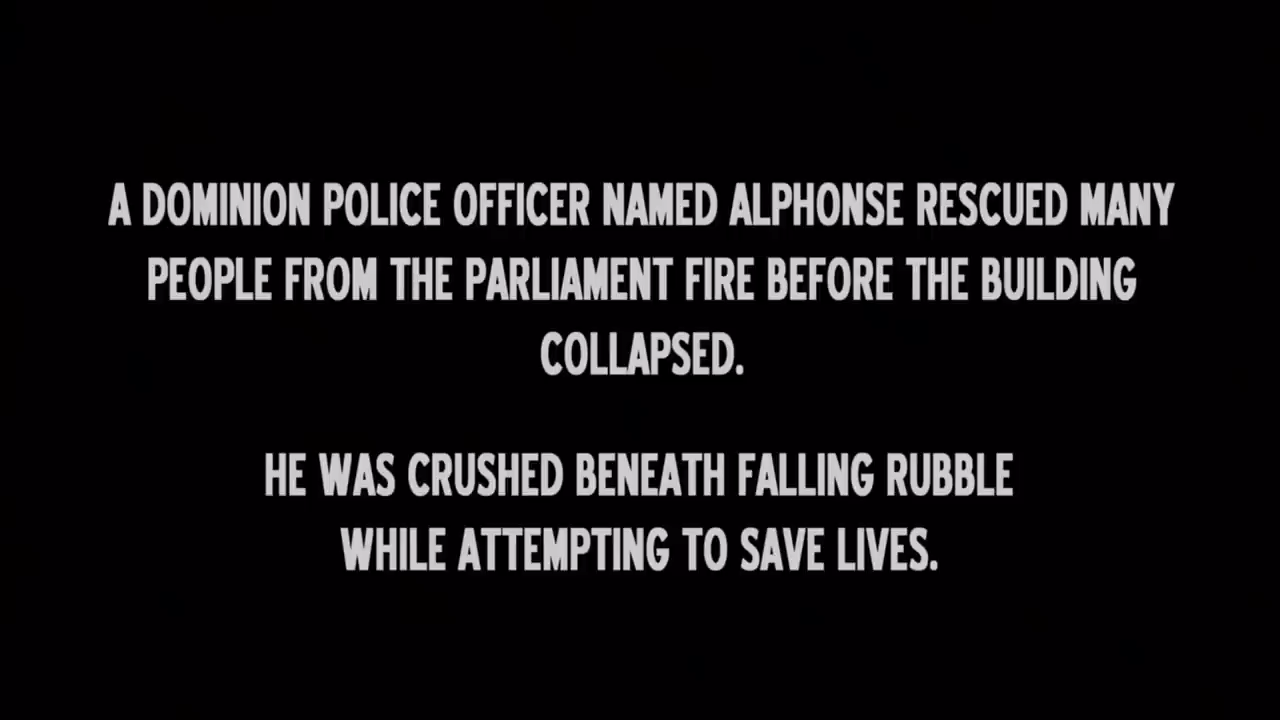 A DOMINION POLICE OFFICER NAMED ALPHONSE RESCUED MANY
PEOPLE FROM THE PARLIAMENT FIRE BEFORE THE BUILDING
COLLAPSED.
HE WAS CRUSHED BENEATH FALLING RUBBLE
WHILE ATTEMPTING TO SAVE LIVES.